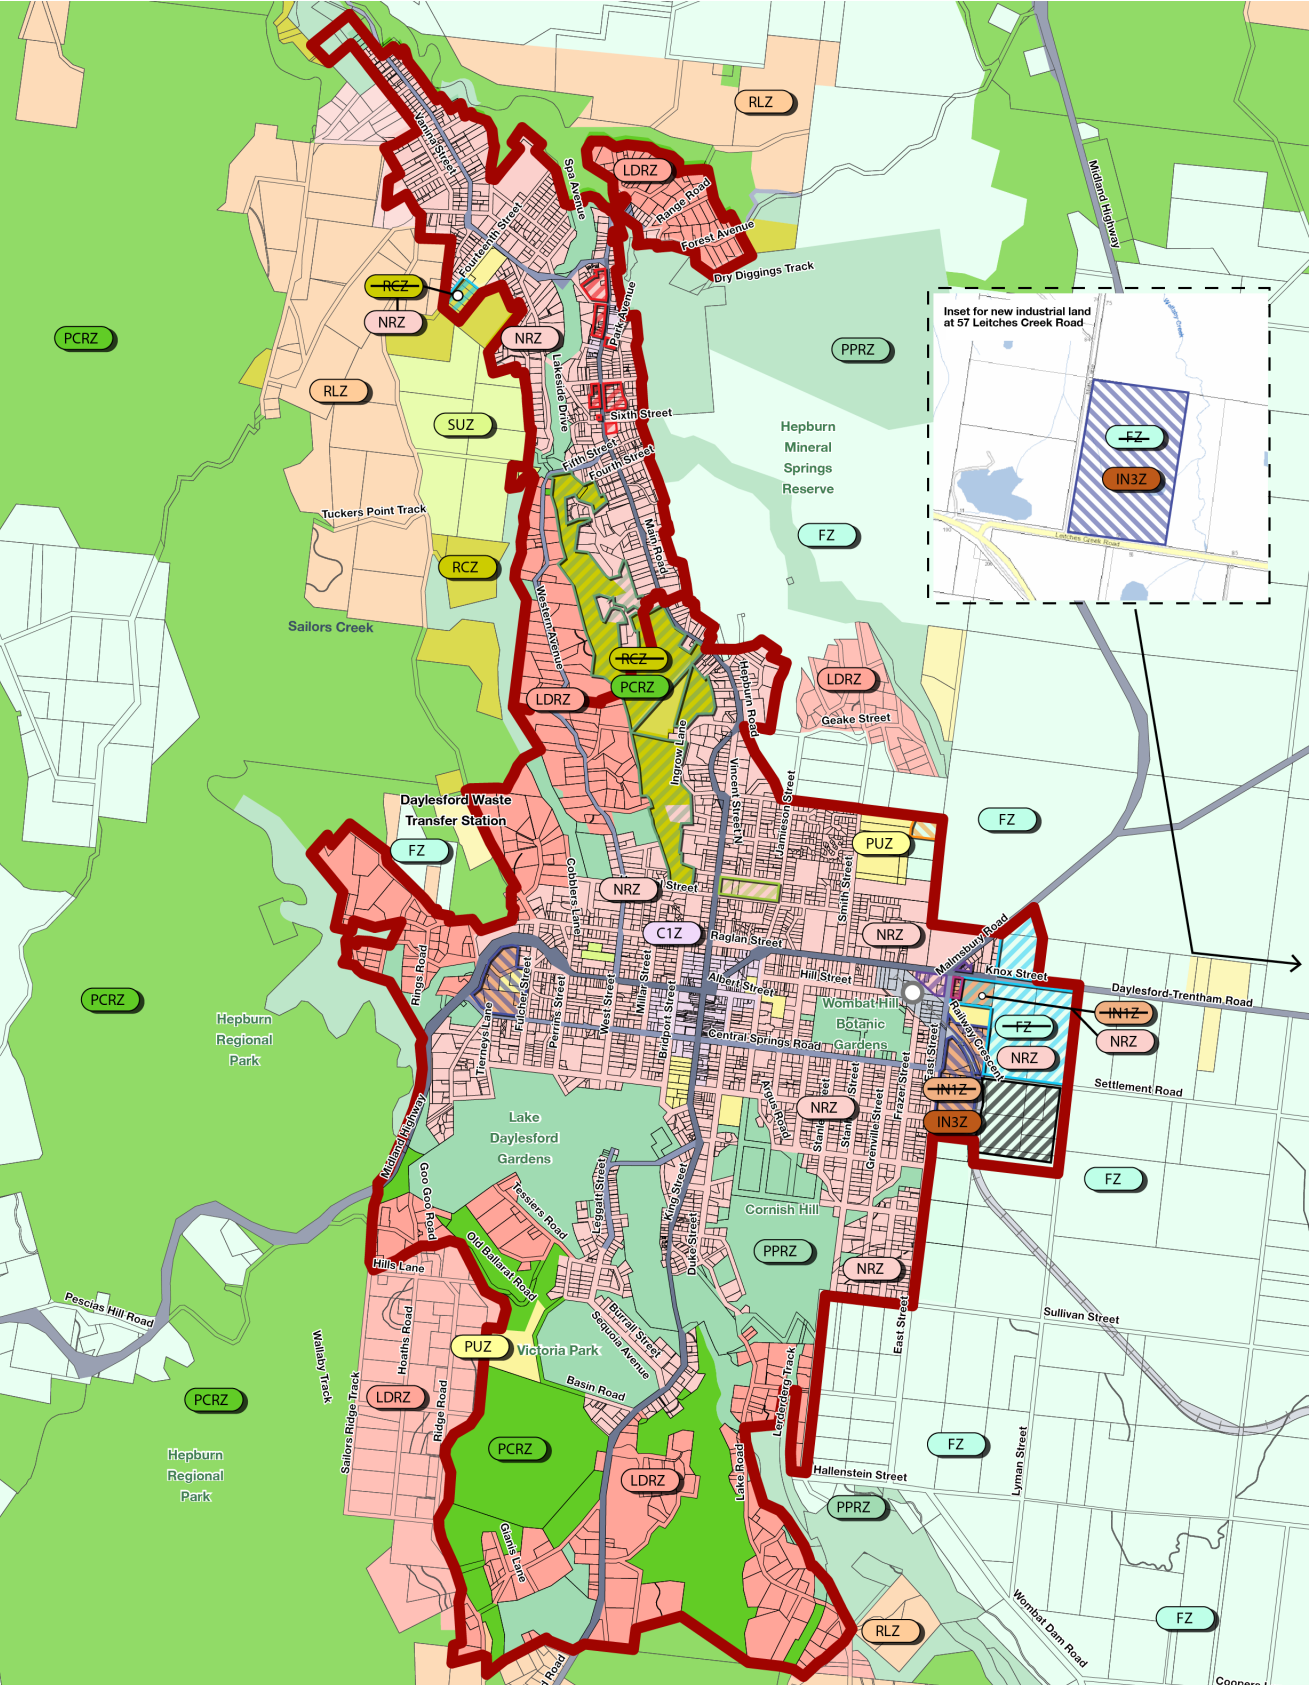 RLZ
Vanina Street
Midland Highway
Spa Avenue
LDRZ
Range Road
Forest Avenue
Fourteenth Street
Dry Diggings Track
RCZ
NRZ
Inset for new industrial land
at 57 Leitches Creek Road
Wallaby Creek
Park Avenue
PCRZ
NRZ
PPRZ
RLZ
Lakeside Drive
SUZ
Sixth Street
FZ
IN3Z
Hepburn
Mineral
Springs
Reserve
Fifth Street
Fourth Street
Tuckers Point Track
Main Road
FZ
Leitches Creek Road
RCZ
Western Avenue
Sailors Creek
RCZ
PCRZ
Hepburn Road
LDRZ
LDRZ
Geake Street
Ingrow Lane
Vincent Street N
Jamieson Street
Daylesford Waste
Transfer Station
FZ
FZ
PUZ
Cobblers Lane
NRZ
Smith Street
C1Z
Raglan Street
NRZ
Malmsbury Road
Knox Street
Rings Road
Fulcher Street
Perrins Street
West Street
Millar Street
Bridport Street
Albert Street
Hill Street
Daylesford-Trentham Road
PCRZ
Wombat Hill
Botanic
Gardens
IN1Z
NRZ
FZ
NRZ
Railway Crescent
Hepburn
Regional
Park
Tierneys Lane
Central Springs Road
East Street
Settlement Road
IN1Z
IN3Z
Midland Highway
Lake
Daylesford
Gardens
Argus Road
NRZ
Grenville Street
Frazer Street
FZ
Goo Goo Road
Tessiers Road
Leggatt Street
King Street
Duke Street
Cornish Hill
PPRZ
NRZ
Old Ballarat Road
Hills Lane
Pescias Hill Road
Hoaths Road
Burrall Street
Sequoia Avenue
East Street
Sullivan Street
Wallaby Track
PUZ
Victoria Park
Basin Road
Lerderderg Track
PCRZ
LDRZ
Sailors Ridge Track
Ridge Road
PCRZ
LDRZ
Lake Road
FZ
Lyman Street
Hallenstein Street
Hepburn
Regional
Park
PPRZ
Gianis Lane
Wombat Dam Road
RLZ
FZ